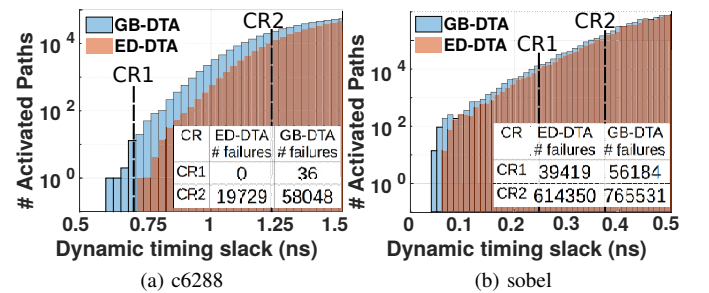 GB-DTA
ED-DTA
CR2
CR1
# Activated Paths
10^4
10^2
10^0
CR ED-DTA GB-DTA
# failures # failures
CR1 0 36
CR2 19729 58048
0.5 0.75 1 1.25 1.5
Dynamic timing slack (ns)
(a) c6288
GB-DTA
ED-DTA
CR2
CR1
# Activated Paths
10^4
10^2
10^0
CR ED-DTA GB-DTA
# failures # failures
CR1 39419 56184
CR2 614350 765531
0 0.1 0.2 0.3 0.4 0.5
Dynamic timing slack (ns)
(b) sobel